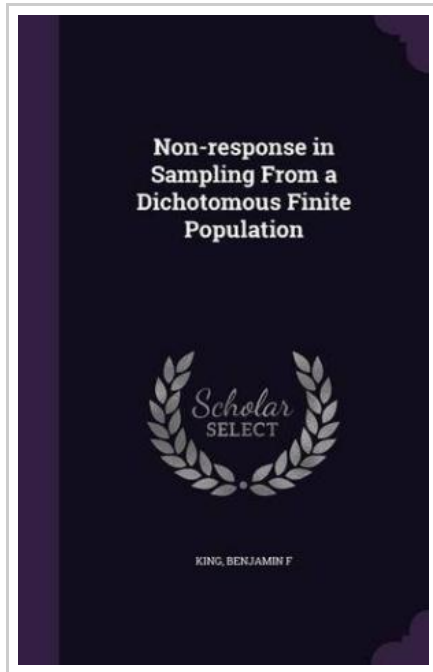 Non-response in
Sampling From a
Dichotomous Finite
Population
Scholar
SELECT
KING, BENJAMIN F